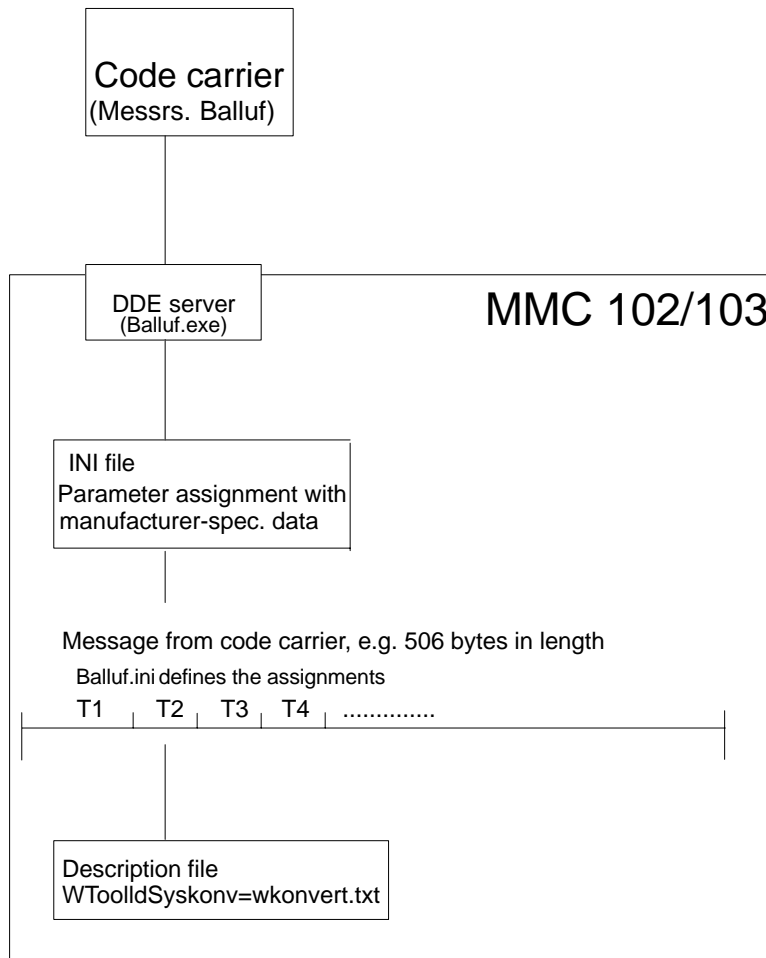 Code carrier
(Messrs. Balluf)
DDE server
(Balluf.exe)
MMC 102/103
INI file
Parameter assignment with
manufacturer-spec. data
Message from code carrier, e.g. 506 bytes in length
Balluf.ini defines the assignments
T1 T2 T3 T4 ..............
Description file
WToolldSyskonv=wkonvert.txt